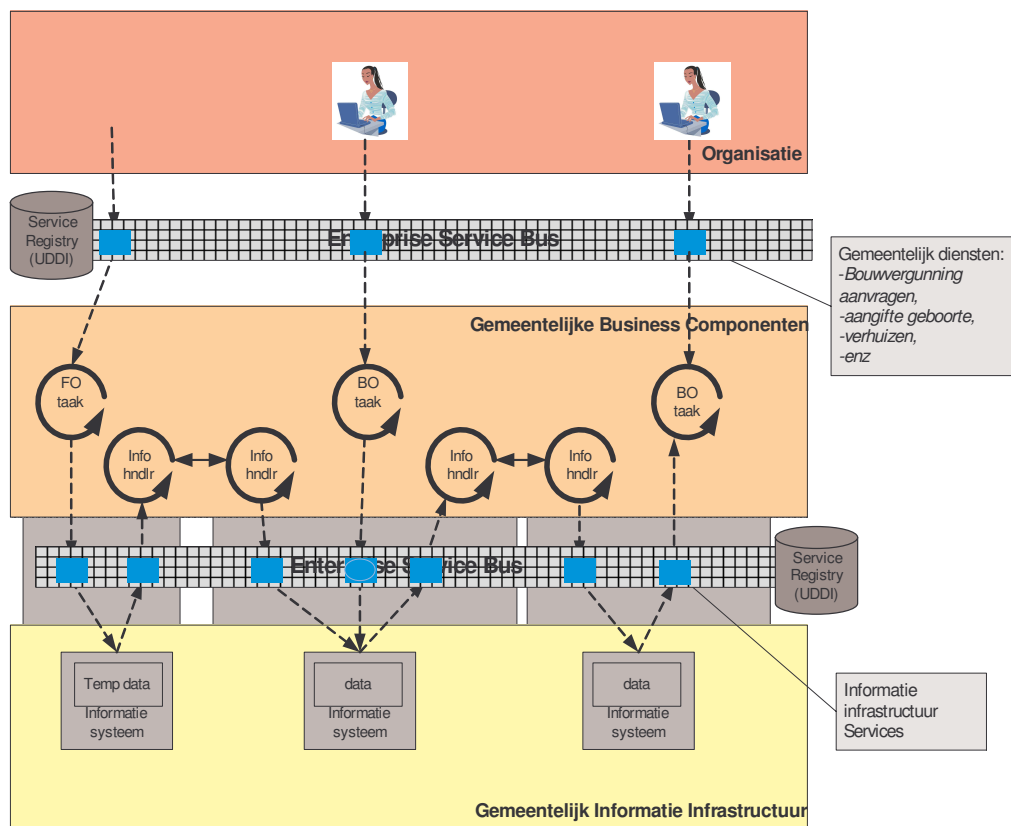 Organisatie
Service
Registry
(UDDI)
Enterprise Service Bus
Gemeentelijk diensten:
-Bouwvergunning
aanvragen,
-aangifte geboorte,
-verhuizen,
-enz
Gemeentelijke Business Componenten
FO
taak
BO
taak
BO
taak
Info
hndlr
Info
hndlr
Info
hndlr
Info
hndlr
Enterprise Service Bus
Service
Registry
(UDDI)
Temp data
Informatie
systeem
data
Informatie
systeem
data
Informatie
systeem
Informatie
infrastructuur
Services
Gemeentelijk Informatie Infrastructuur